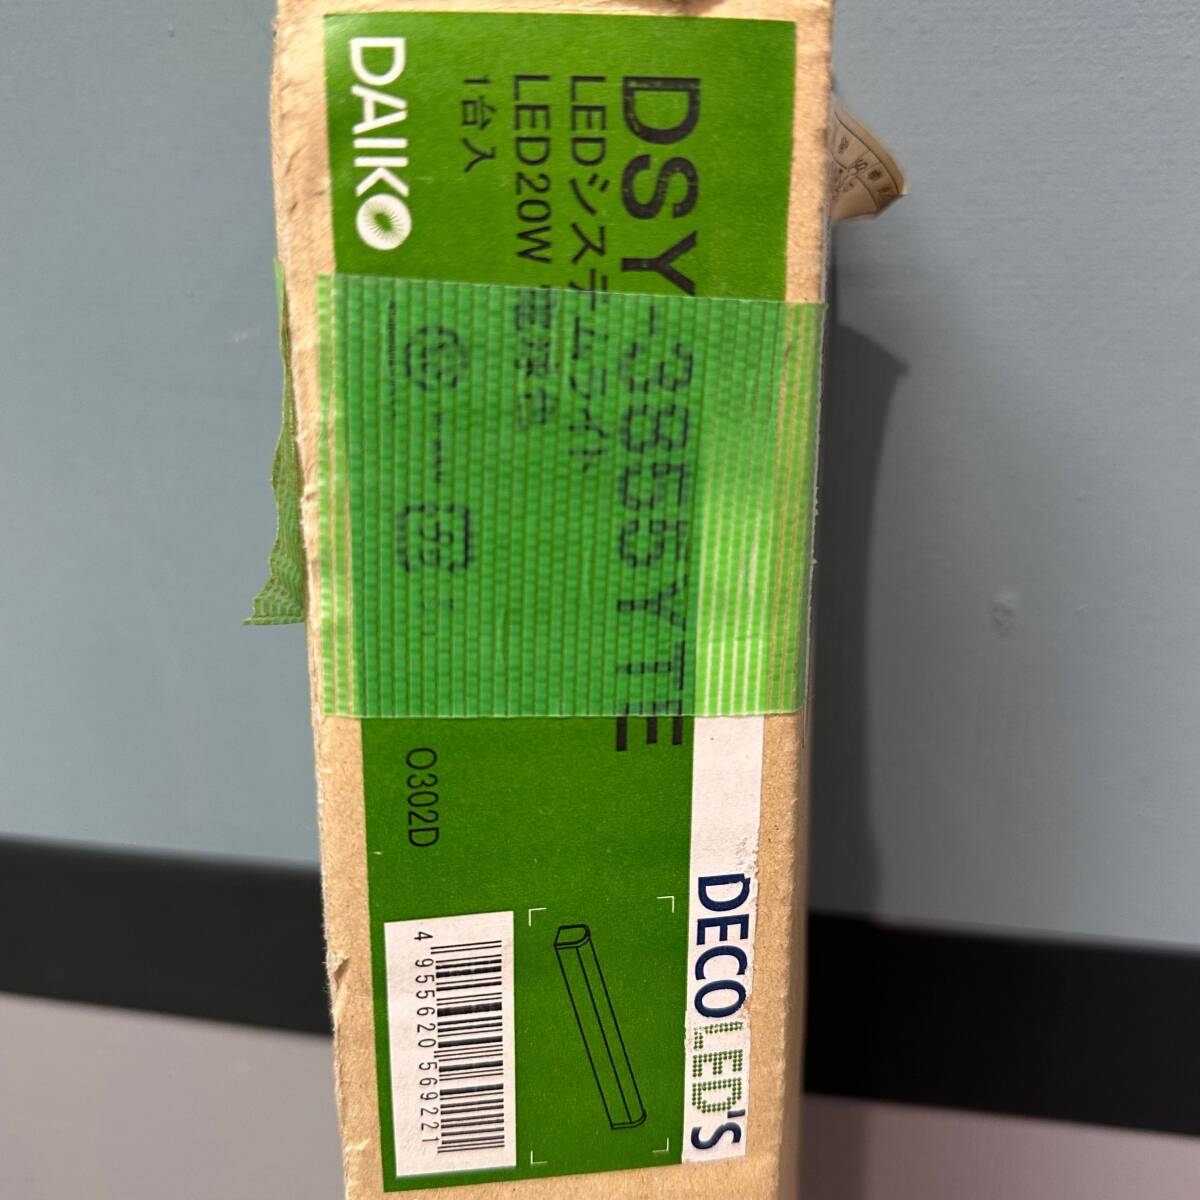 DSY-3855YTE
LEDシステムライト
LED20W 電球色
1台入
DAIKO
0302D
DECOLED'S
4 955620 569221